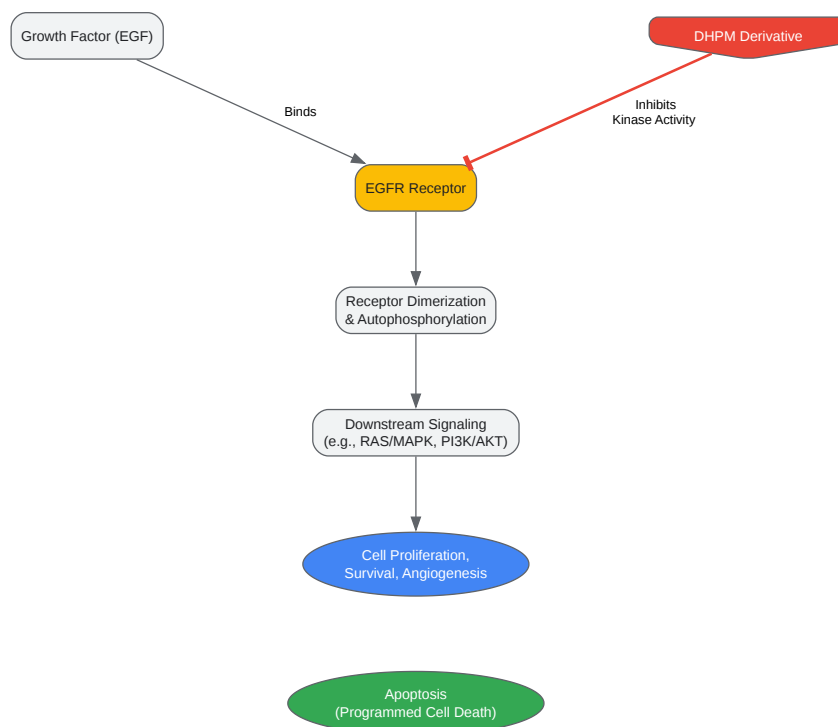 Growth Factor (EGF)
DHPM Derivative
Binds
Inhibits
Kinase Activity
EGFR Receptor
Receptor Dimerization
& Autophosphorylation
Downstream Signaling
(e.g., RAS/MAPK, PI3K/AKT)
Cell Proliferation,
Survival, Angiogenesis
Apoptosis
(Programmed Cell Death)